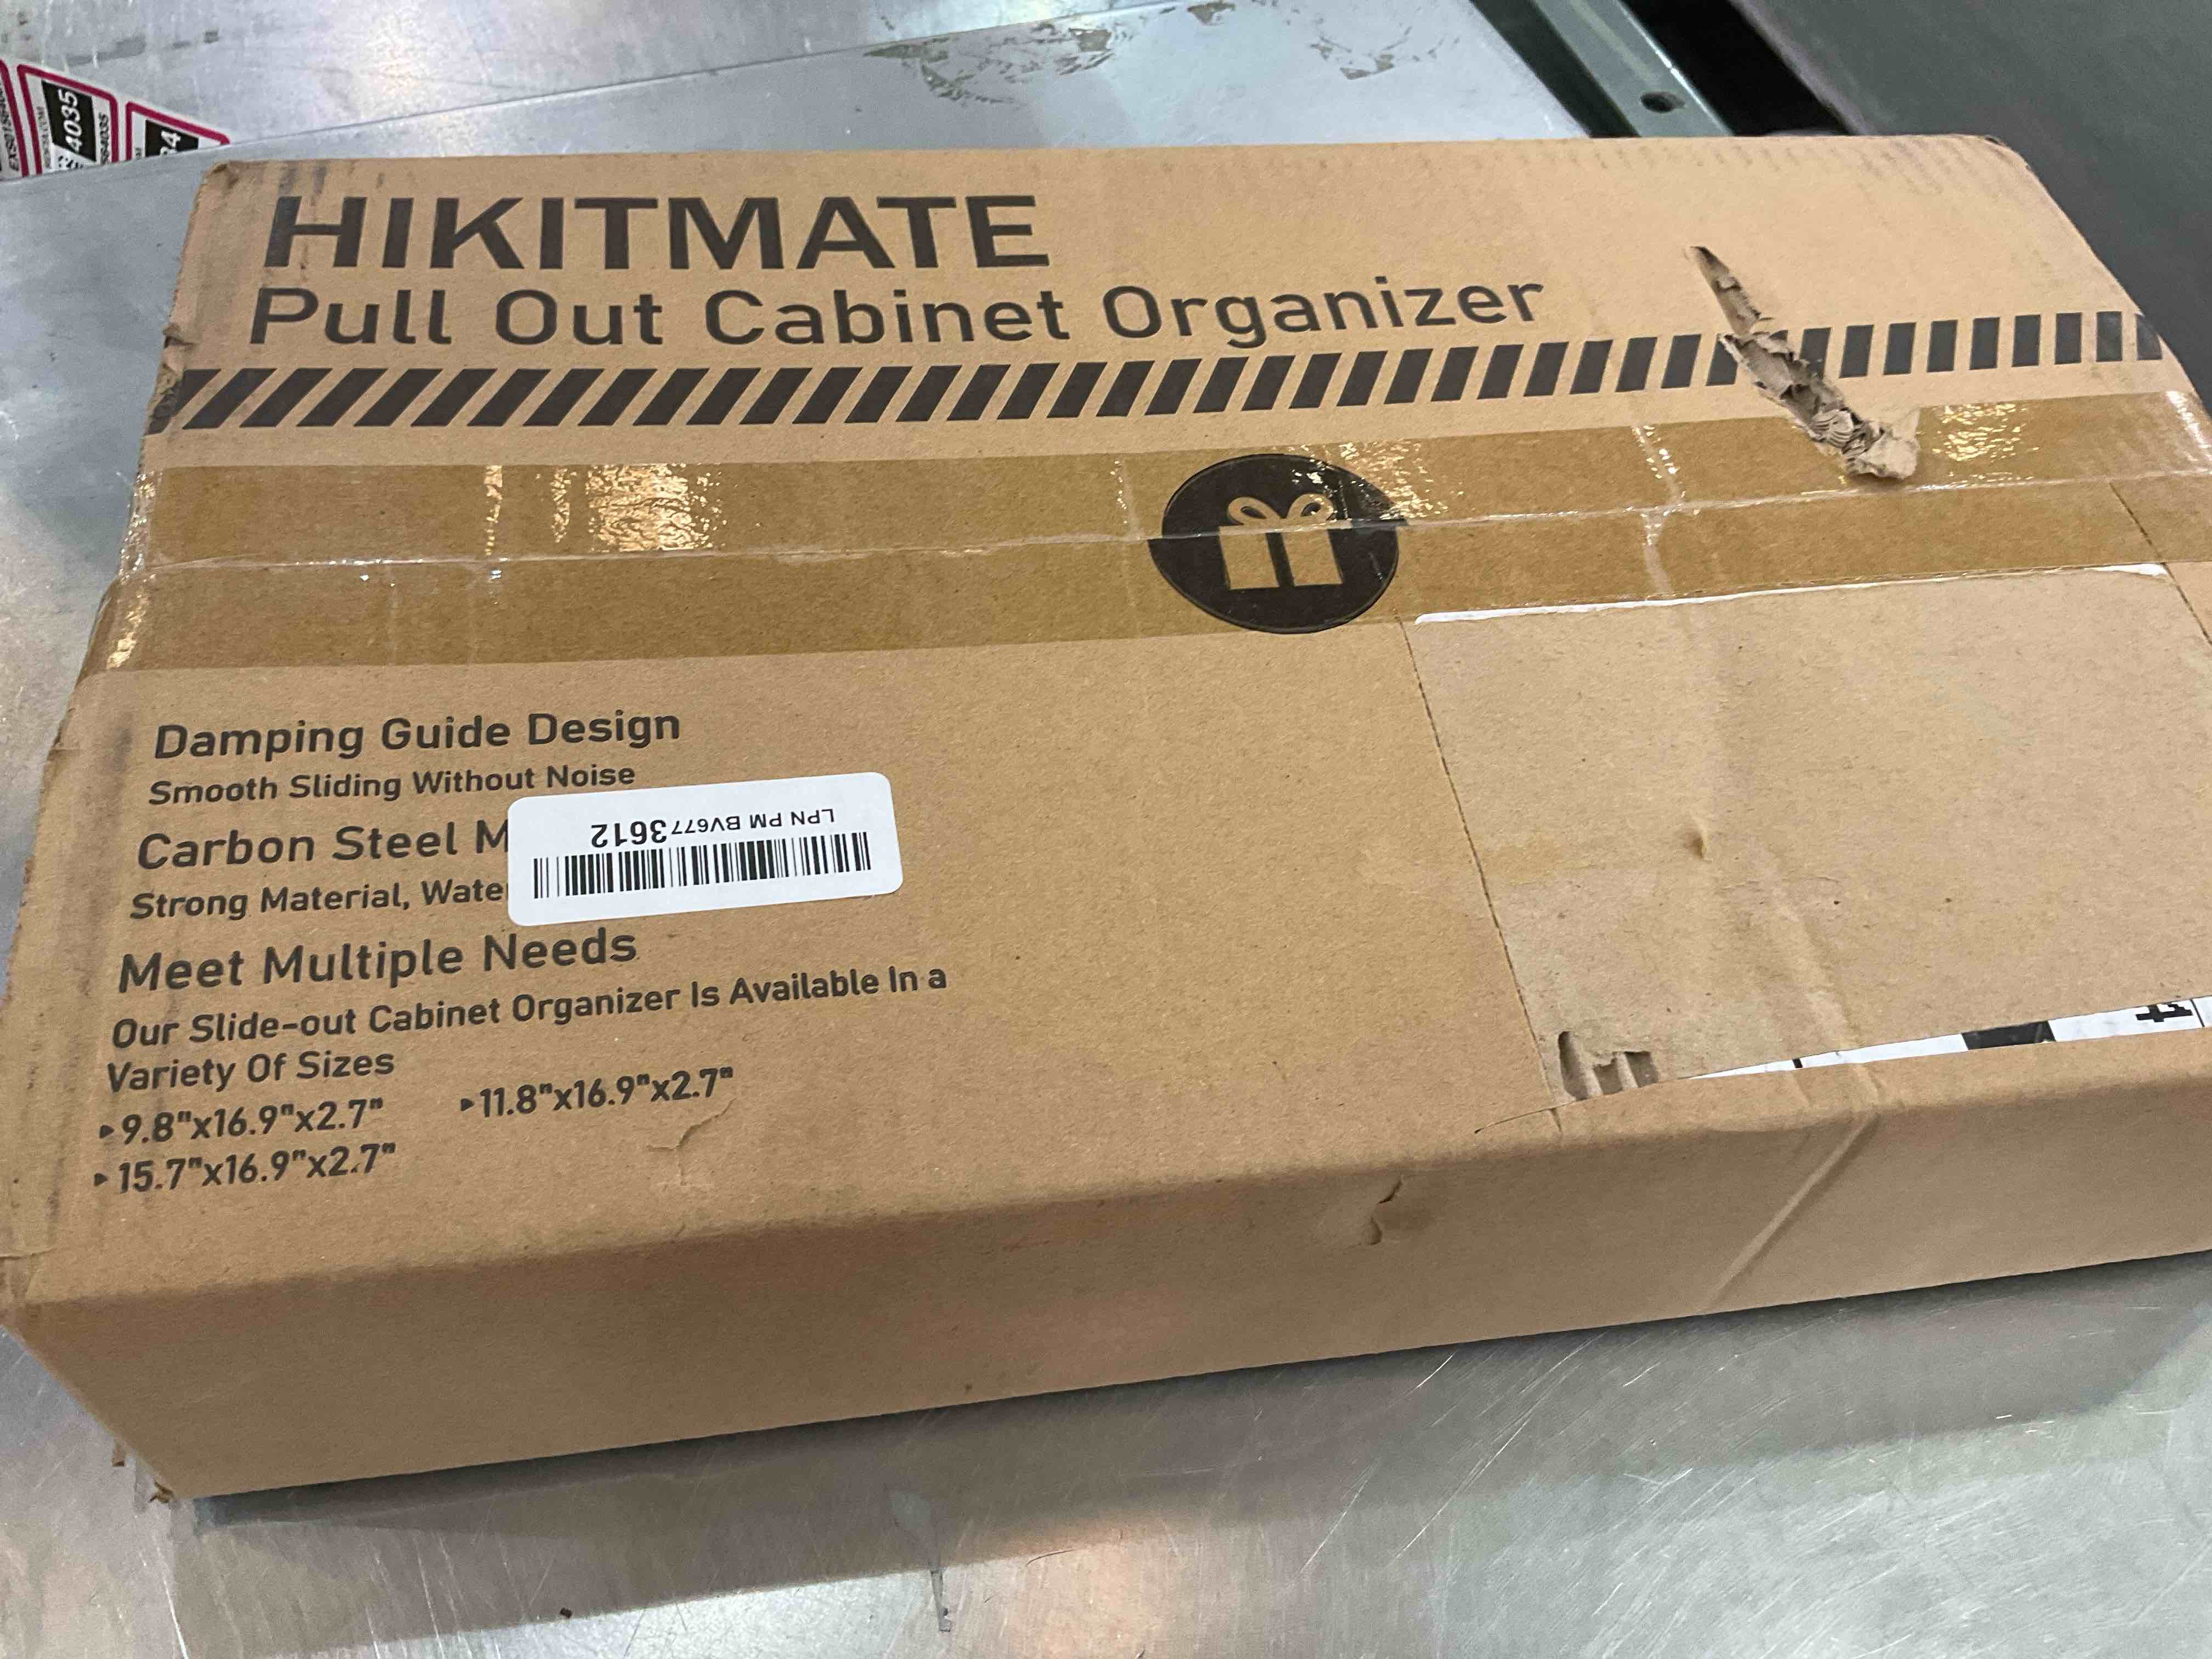 4035
HIKITMATE
Pull Out Cabinet Organizer
Damping Guide Design
Smooth Sliding Without Noise
Carbon Steel M
Strong Material, Wate
LPN PM BV6773612
Meet Multiple Needs
Our Slide-out Cabinet Organizer Is Available In a
Variety Of Sizes
▸9.8"x16.9"x2.7" ▸11.8"x16.9"x2.7"
▸15.7"x16.9"x2.7"